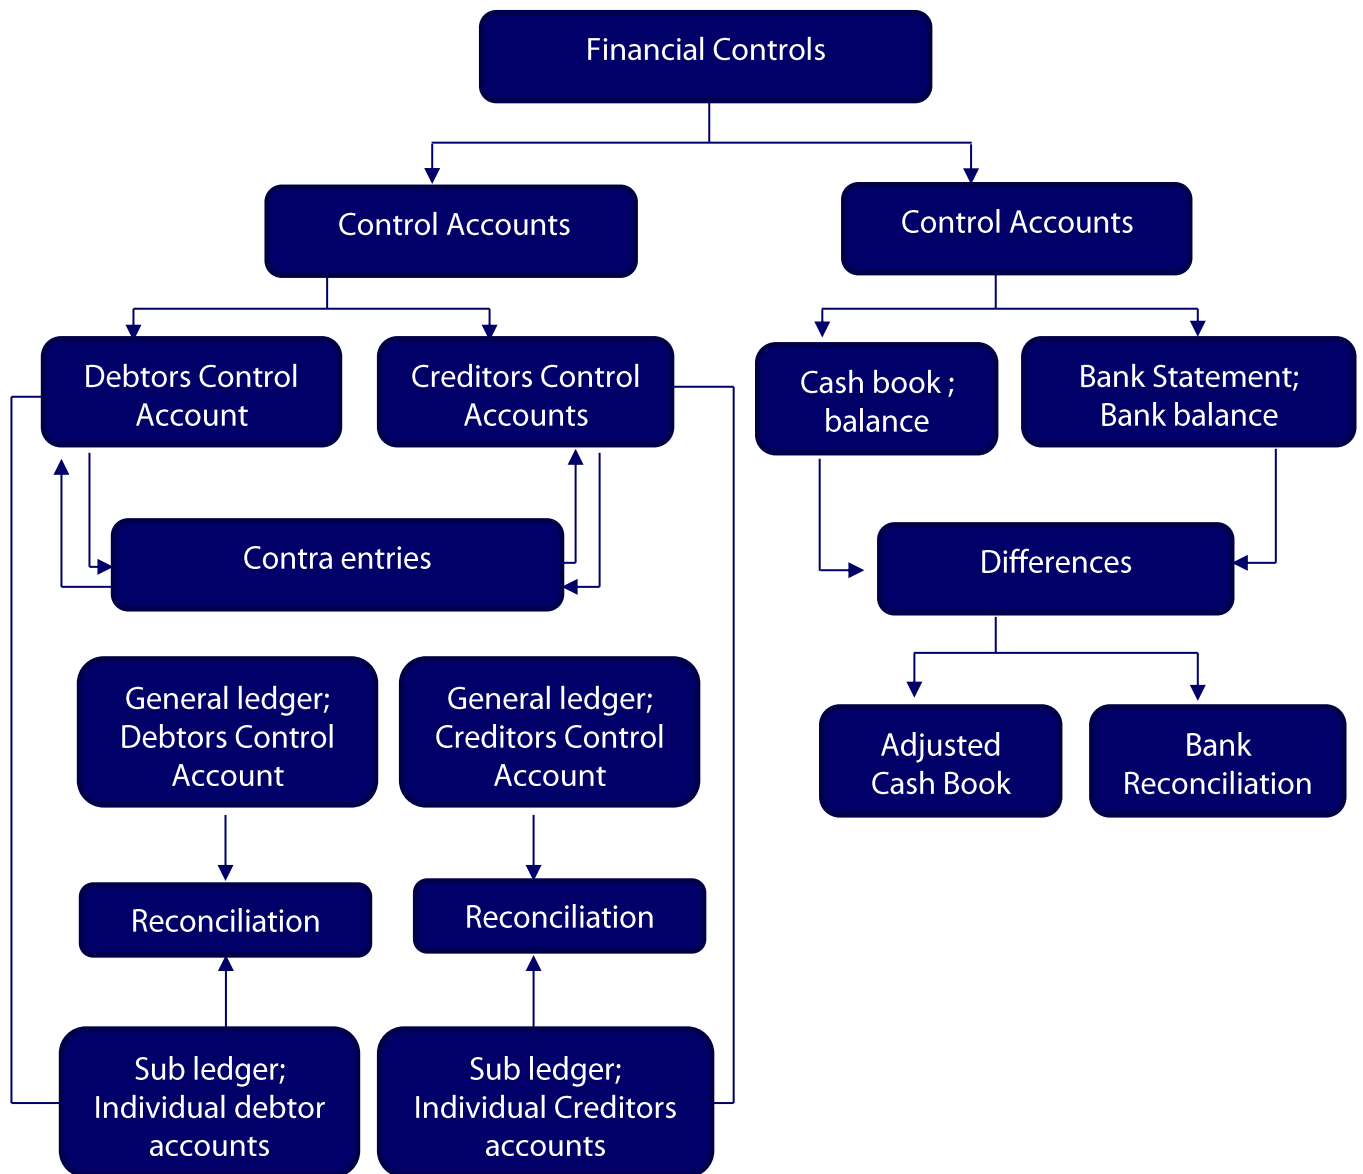 Financial Controls
Control Accounts
Control Accounts
Debtors Control
Account
Creditors Control
Accounts
Cash book ;
balance
Bank Statement;
Bank balance
Contra entries
Differences
General ledger;
Debtors Control
Account
General ledger;
Creditors Control
Account
Adjusted
Cash Book
Bank
Reconciliation
Reconciliation
Reconciliation
Sub ledger;
Individual debtor
accounts
Sub ledger;
Individual Creditors
accounts